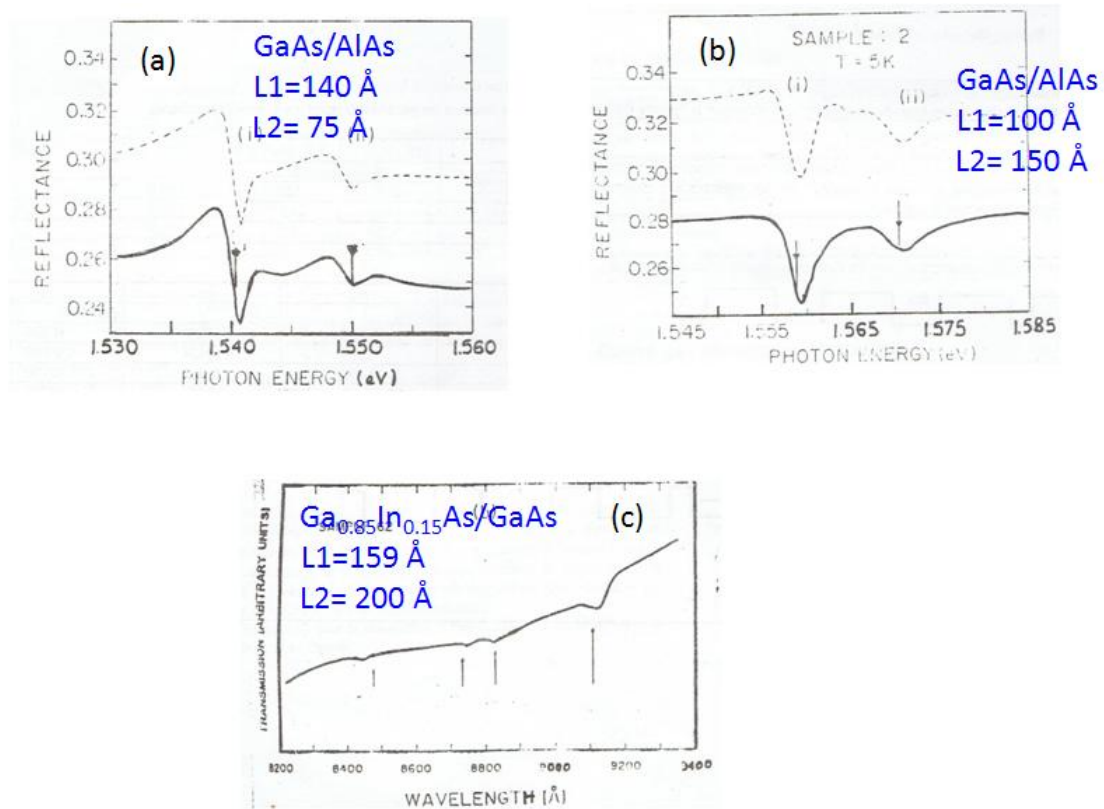 (a)
GaAs/AlAs
L1=140 Å
L2= 75 Å
REFLECTANCE
0.34
0.32
0.30
0.28
0.26
0.24
1.530
1.540
1.550
1.560
PHOTON ENERGY (eV)
(b)
SAMPLE : 2
T = 5K
GaAs/AlAs
L1=100 Å
L2= 150 Å
(i)
(ii)
REFLECTANCE
0.34
0.32
0.30
0.28
0.26
1.545
1.555
1.565
1.575
1.585
PHOTON ENERGY (eV)
Ga0.85In0.15As/GaAs
(c)
L1=159 Å
L2= 200 Å
TRANSMISSION (ARBITRARY UNITS)
8200
8400
8600
8800
9000
9200
9400
WAVELENGTH (Å)